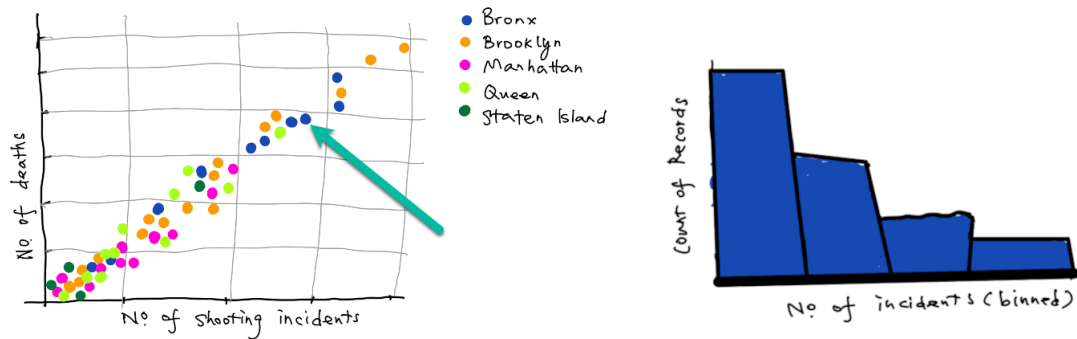 Bronx
Brooklyn
Manhattan
Queen
Staten Island
No. of deaths
No. of shooting incidents
Count of Records
No. of incidents (binned)